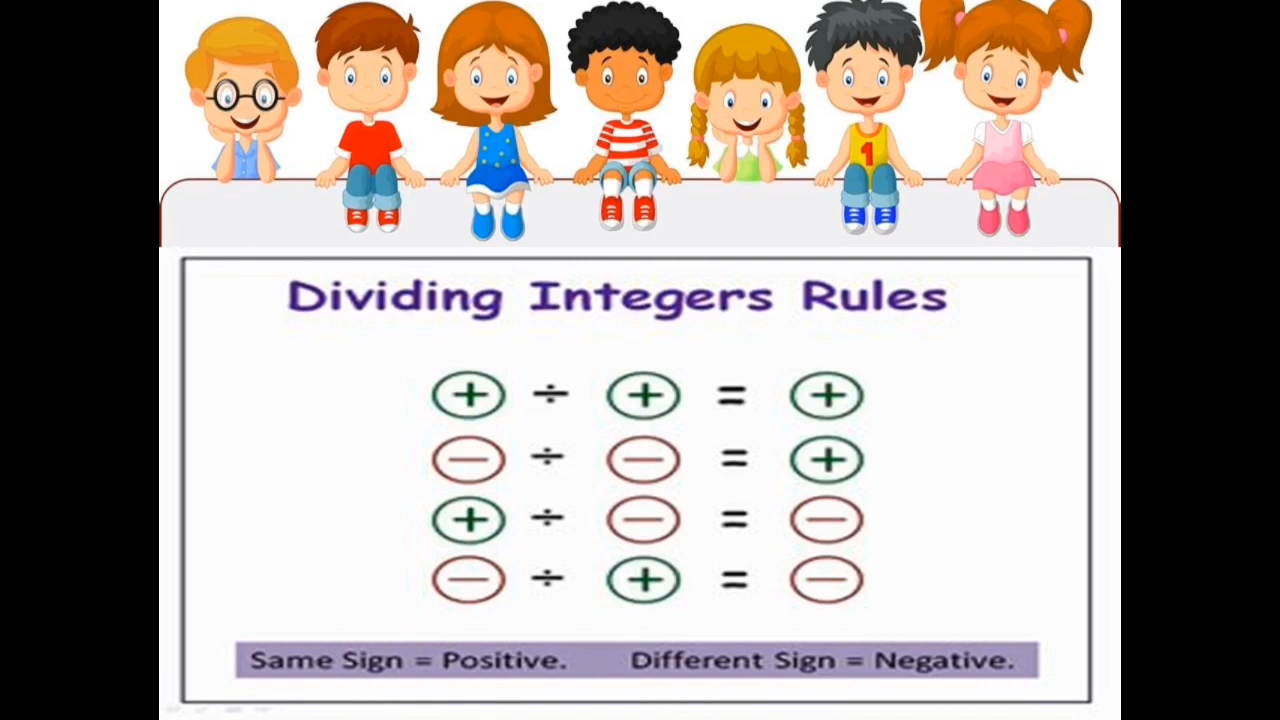 1
Dividing Integers Rules
+ ÷ + = +
− ÷ − = +
+ ÷ − = −
− ÷ + = −
Same Sign = Positive. Different Sign = Negative.